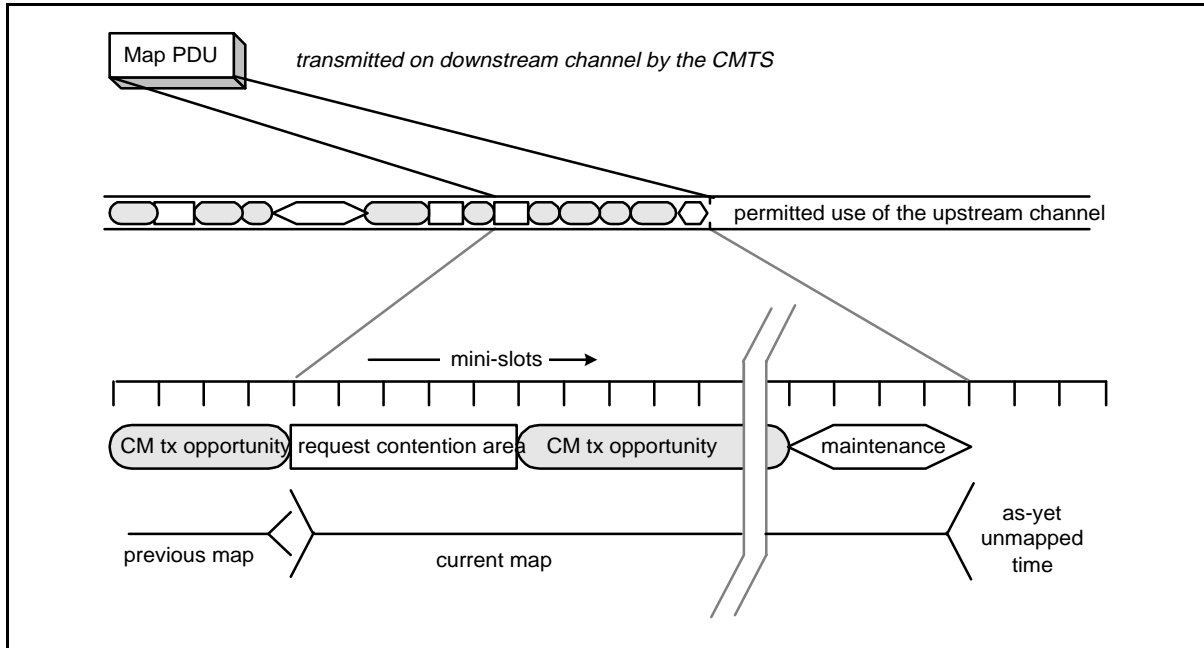 Map PDU
transmitted on downstream channel by the CMTS
permitted use of the upstream channel
mini-slots
CM tx opportunity
request contention area
CM tx opportunity
maintenance
previous map
current map
as-yet
unmapped
time